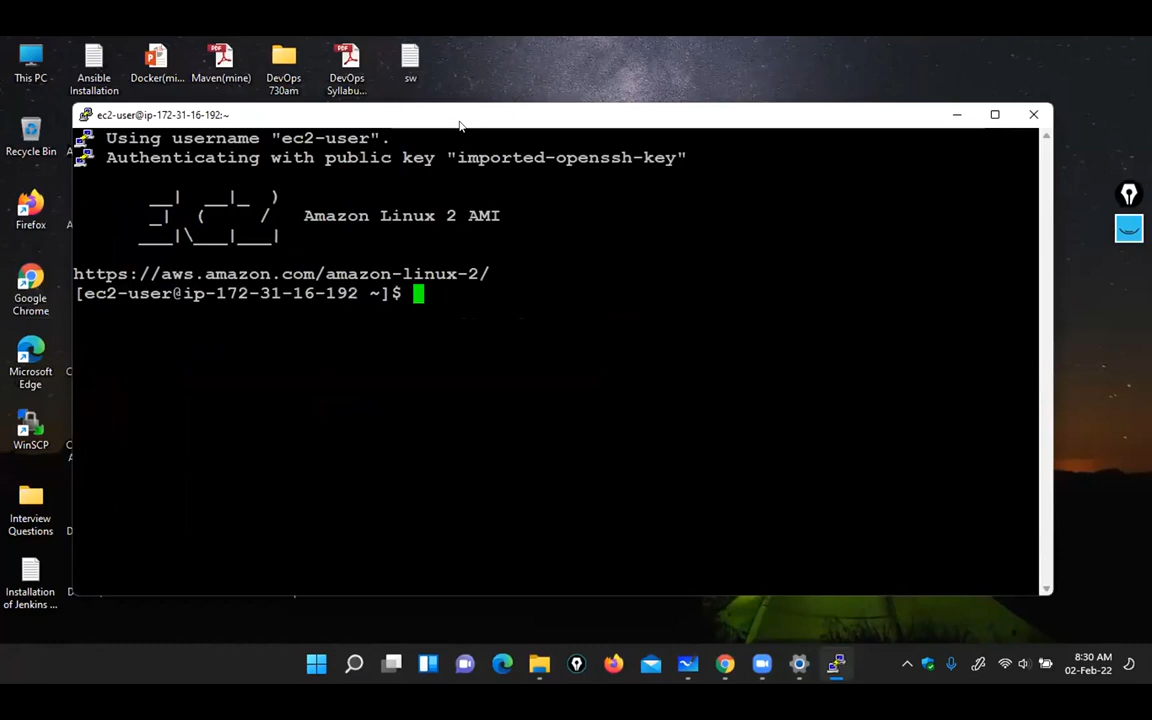 This PC
Ansible
Installation
Docker(mi...
Maven(mine)
DevOps
730am
DevOps
Syllabu...
sw
ec2-user@ip-172-31-16-192:~
Recycle Bin
Using username "ec2-user".
Authenticating with public key "imported-openssh-key"
Firefox
Amazon Linux 2 AMI
https://aws.amazon.com/amazon-linux-2/
[ec2-user@ip-172-31-16-192 ~]$
Google
Chrome
Microsoft
Edge
WinSCP
Interview
Questions
Installation
of Jenkins ...
8:30 AM
02-Feb-22